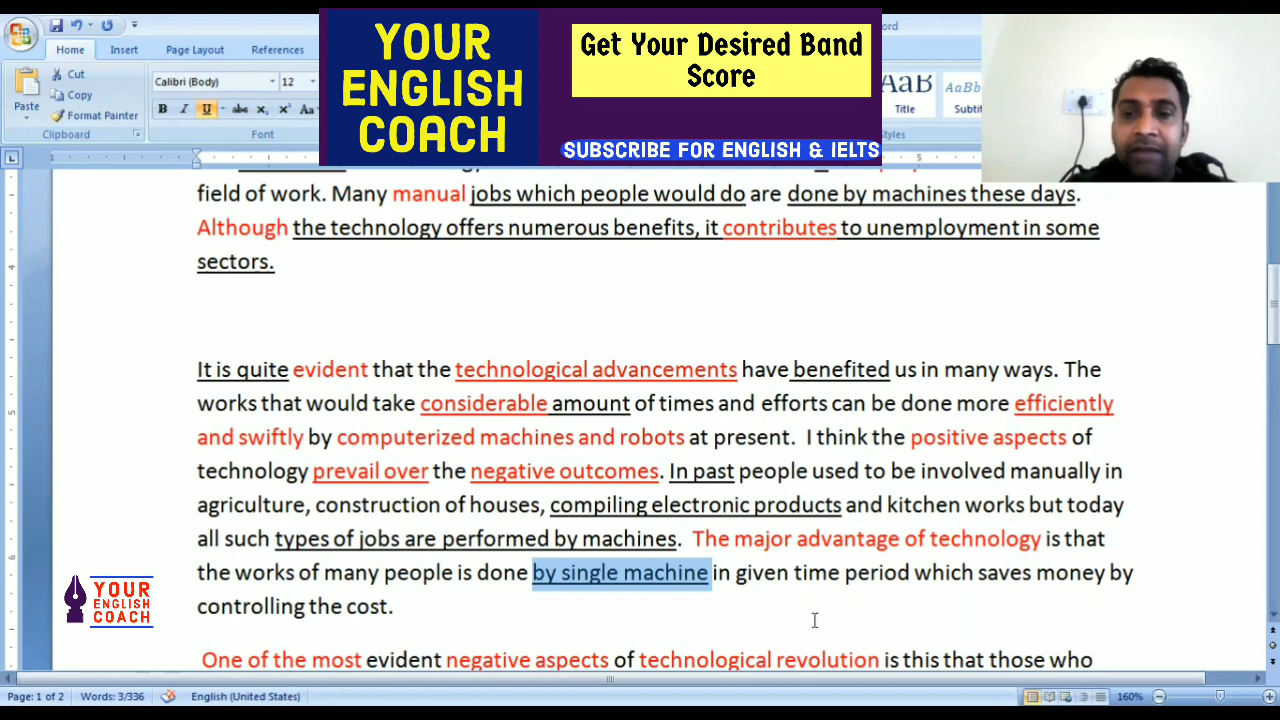 ord
Home Insert Page Layout References
Cut
Copy
Format Painter
Paste
Clipboard
Calibri (Body) 12
B I U abc x₂ x² Aa
Font
AaB AaBb
Title Subtit
Styles
YOUR
ENGLISH
COACH
Get Your Desired Band
Score
SUBSCRIBE FOR ENGLISH & IELTS
field of work. Many manual jobs which people would do are done by machines these days.
Although the technology offers numerous benefits, it contributes to unemployment in some
sectors.
It is quite evident that the technological advancements have benefited us in many ways. The
works that would take considerable amount of times and efforts can be done more efficiently
and swiftly by computerized machines and robots at present. I think the positive aspects of
technology prevail over the negative outcomes. In past people used to be involved manually in
agriculture, construction of houses, compiling electronic products and kitchen works but today
all such types of jobs are performed by machines. The major advantage of technology is that
the works of many people is done by single machine in given time period which saves money by
controlling the cost.
One of the most evident negative aspects of technological revolution is this that those who
YOUR
ENGLISH
COACH
Page: 1 of 2 Words: 3/336 English (United States) 160%